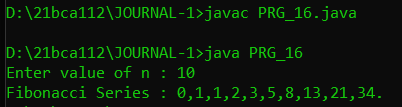 D:\21bca112\JOURNAL-1>javac PRG_16.java
D:\21bca112\JOURNAL-1>java PRG_16
Enter value of n : 10
Fibonacci Series : 0,1,1,2,3,5,8,13,21,34.